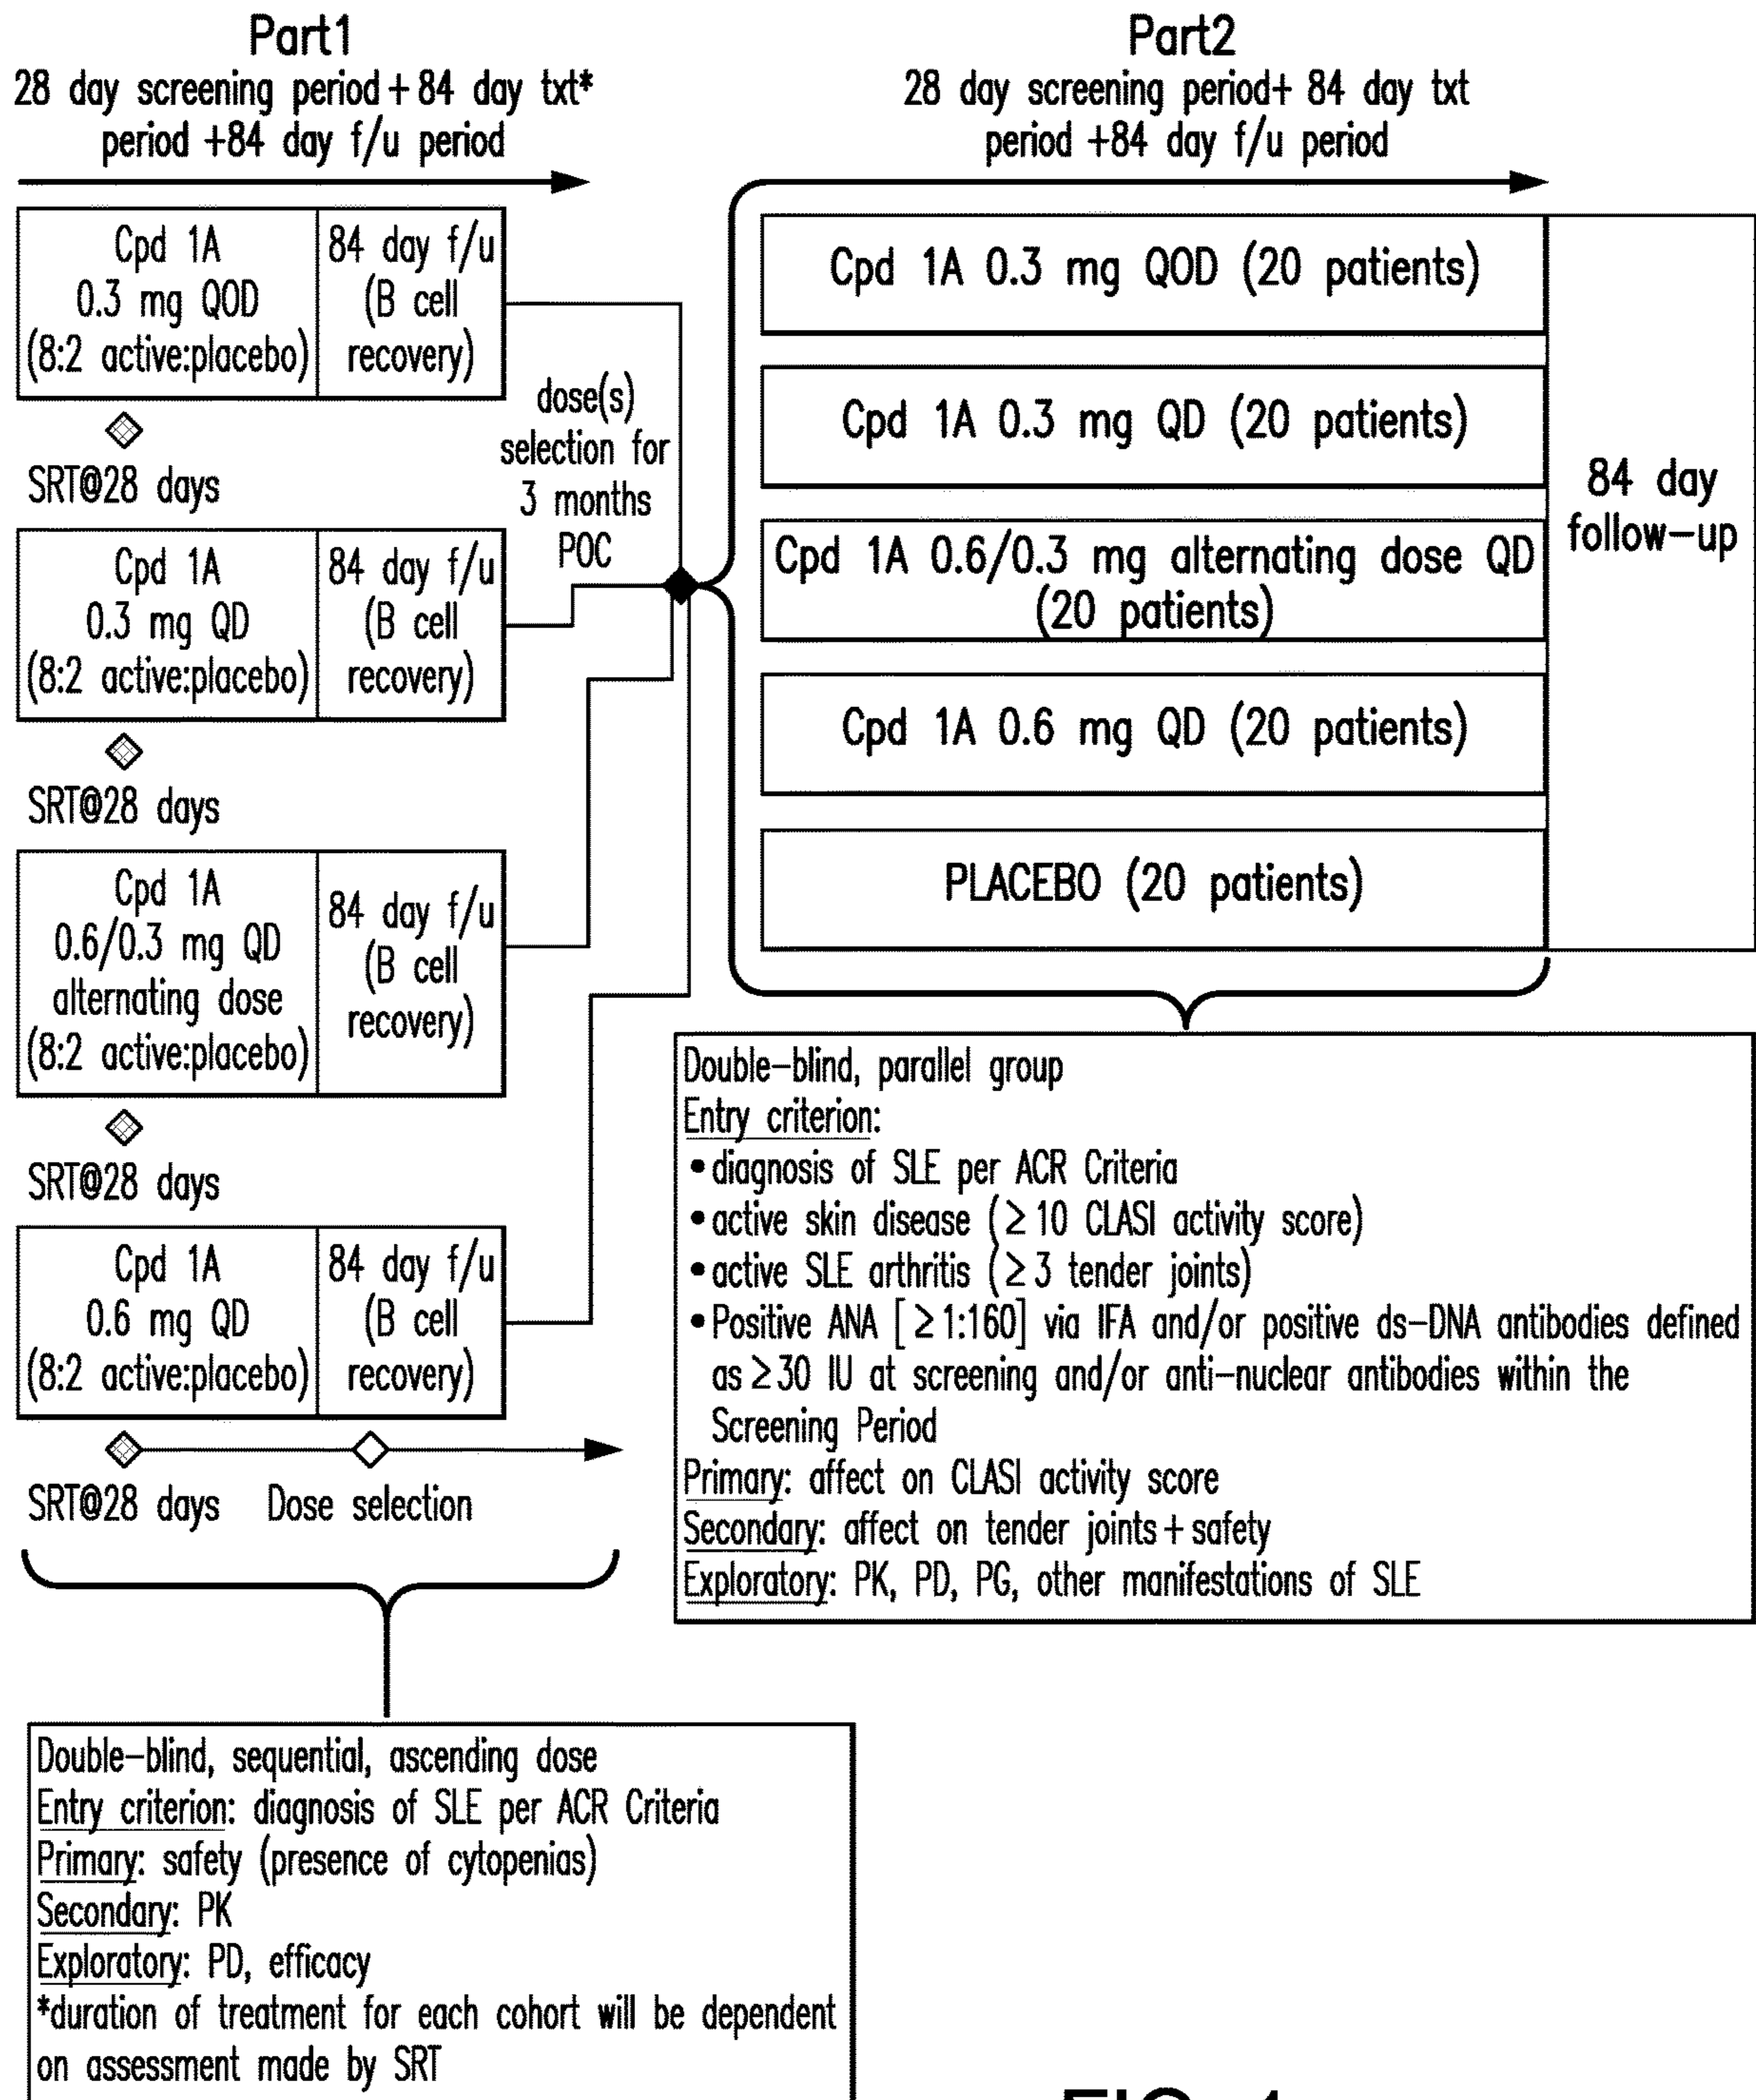 Part1
28 day screening period + 84 day txt*
period +84 day f/u period
Cpd 1A
0.3 mg QOD
(8:2 active:placebo)
84 day f/u
(B cell
recovery)
SRT@28 days
Cpd 1A
0.3 mg QD
(8:2 active:placebo)
84 day f/u
(B cell
recovery)
SRT@28 days
Cpd 1A
0.6/0.3 mg QD
alternating dose
(8:2 active:placebo)
84 day f/u
(B cell
recovery)
SRT@28 days
Cpd 1A
0.6 mg QD
(8:2 active:placebo)
84 day f/u
(B cell
recovery)
SRT@28 days
Dose selection
dose(s)
selection for
3 months
POC
Part2
28 day screening period+ 84 day txt
period +84 day f/u period
Cpd 1A 0.3 mg QOD (20 patients)
Cpd 1A 0.3 mg QD (20 patients)
Cpd 1A 0.6/0.3 mg alternating dose QD
(20 patients)
Cpd 1A 0.6 mg QD (20 patients)
PLACEBO (20 patients)
84 day
follow-up
Double-blind, parallel group
Entry criterion:
• diagnosis of SLE per ACR Criteria
• active skin disease (≥ 10 CLASI activity score)
• active SLE arthritis (≥ 3 tender joints)
• Positive ANA [≥ 1:160] via IFA and/or positive ds-DNA antibodies defined
as ≥ 30 IU at screening and/or anti-nuclear antibodies within the
Screening Period
Primary: affect on CLASI activity score
Secondary: affect on tender joints + safety
Exploratory: PK, PD, PG, other manifestations of SLE
Double-blind, sequential, ascending dose
Entry criterion: diagnosis of SLE per ACR Criteria
Primary: safety (presence of cytopenias)
Secondary: PK
Exploratory: PD, efficacy
*duration of treatment for each cohort will be dependent
on assessment made by SRT